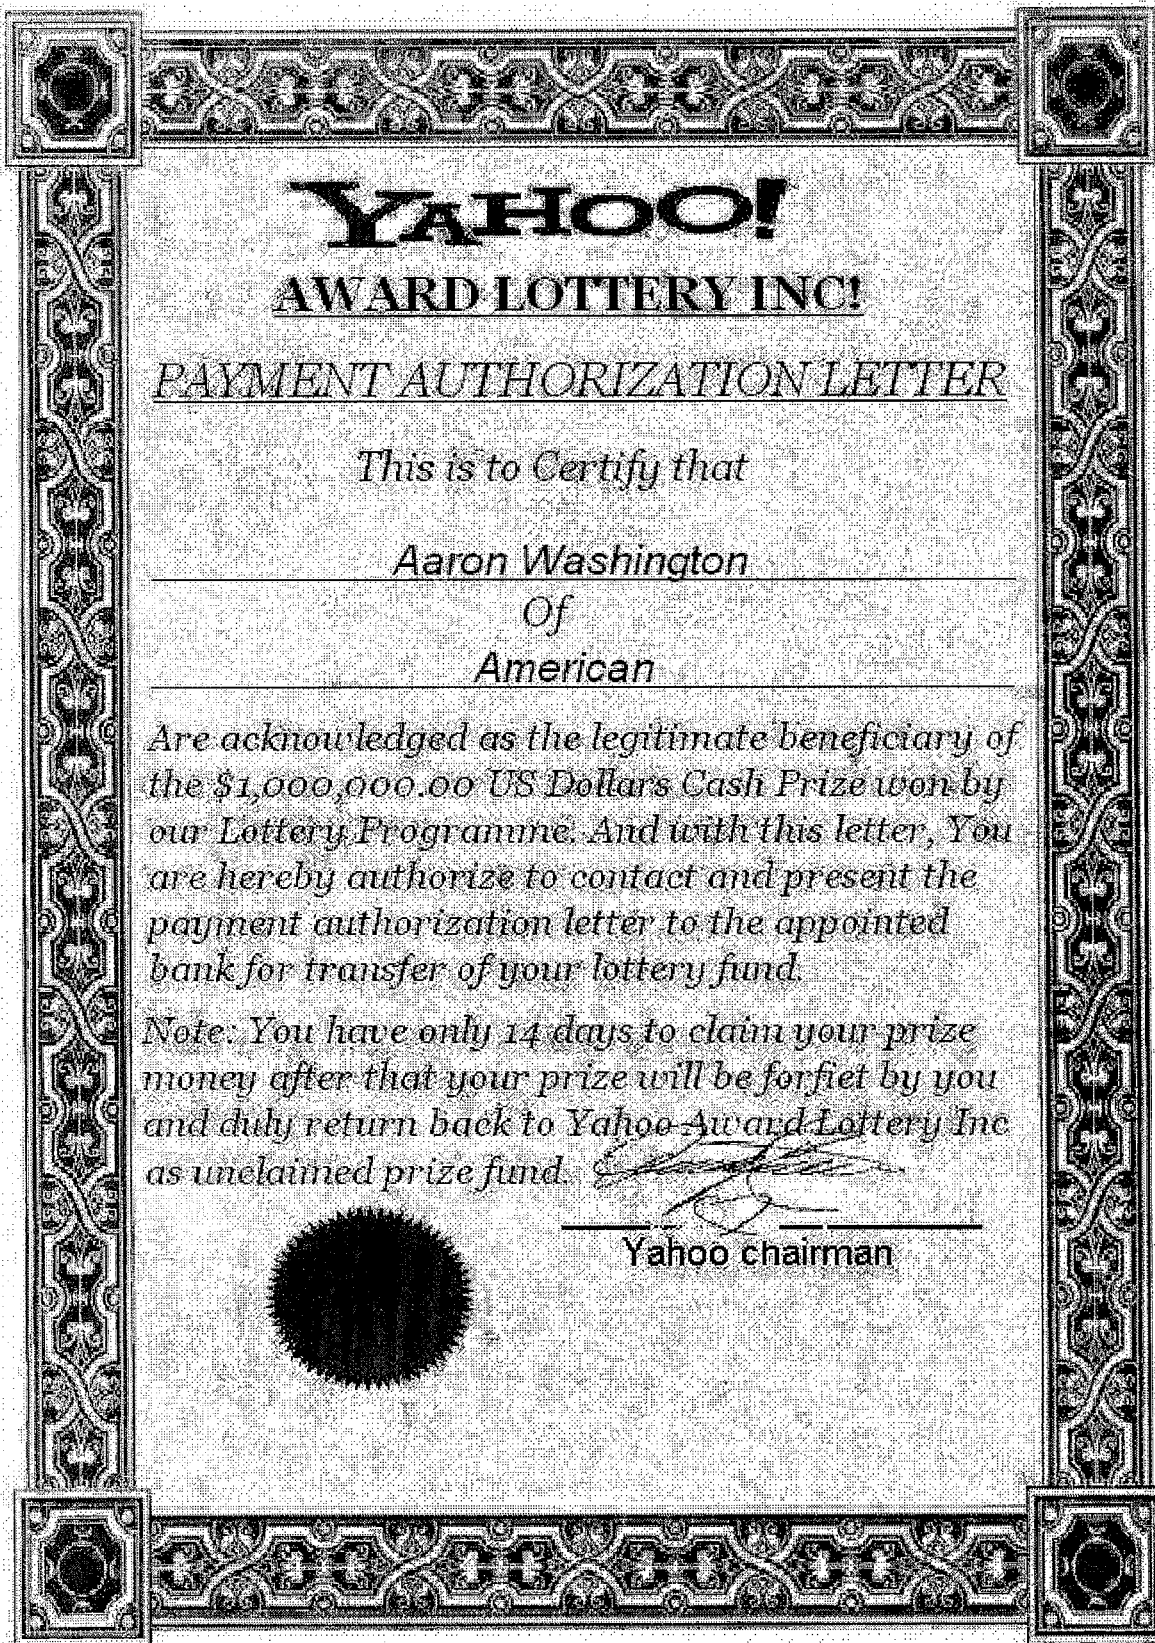 YAHOO!
AWARD LOTTERY INC!
PAYMENT AUTHORIZATION LETTER
This is to Certify that
Aaron Washington
Of
American
Are acknowledged as the legitimate beneficiary of
the $1,000,000.00 US Dollars Cash Prize won by
our Lottery Programme. And with this letter, You
are hereby authorize to contact and present the
payment authorization letter to the appointed
bank for transfer of your lottery fund.
Note: You have only 14 days to claim your prize
money after that your prize will be forfiet by you
and duly return back to Yahoo Award Lottery Inc
as unclaimed prize fund.
Yahoo chairman